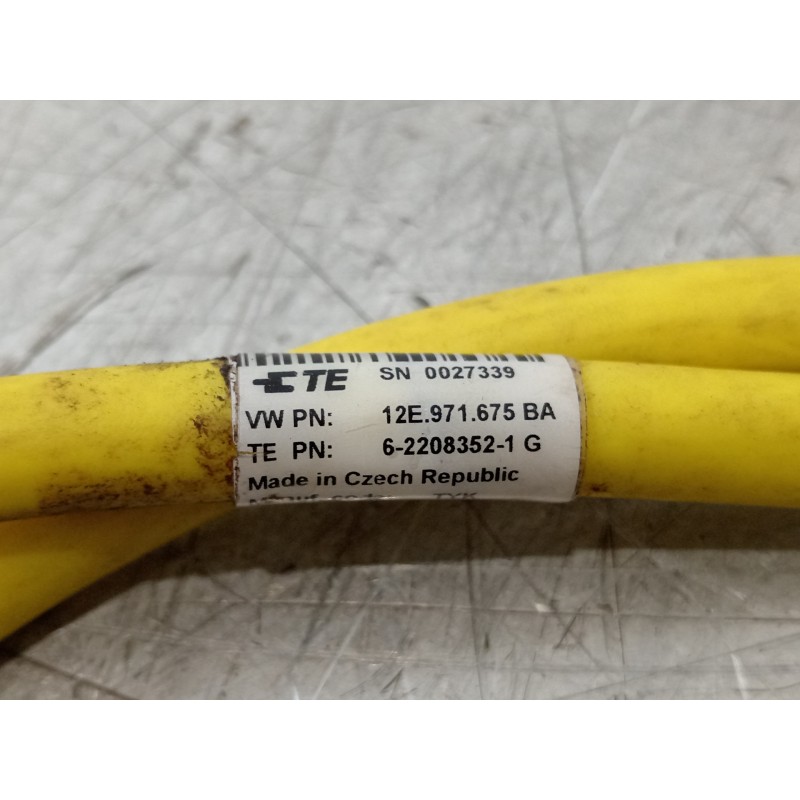 TE SN 0027339
VW PN: 12E.971.675 BA
TE PN: 6-2208352-1 G
Made in Czech Republic